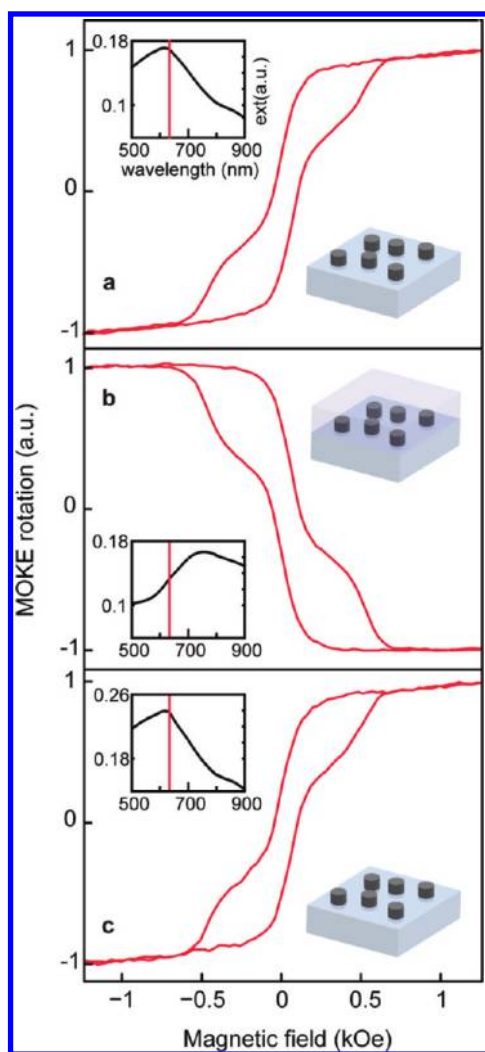 1
0.18
0.1
ext(a.u.)
500 700 900
wavelength (nm)
0
a
-1
MOKE rotation (a.u.)
1
b
0
0.18
0.1
500 700 900
-1
1
0.26
0.18
500 700 900
0
c
-1
−1 −0.5 0 0.5 1
Magnetic field (kOe)